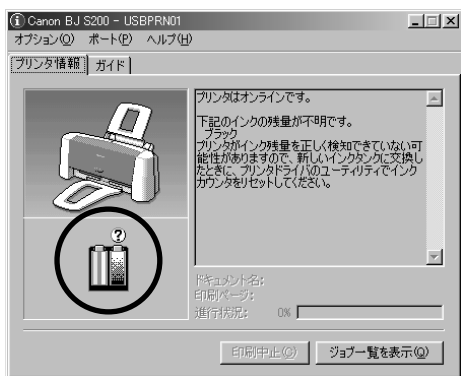 Canon BJ S200 - USBPRN01
オプション(O) ポート(P) ヘルプ(H)
プリンタ情報 ガイド
プリンタはオンラインです。
下記のインクの残量が不明です。
ブラック
プリンタがインク残量を正しく検知できていない可
能性がありますので、新しいインクタンクに交換し
たときに、プリンタドライバのユーティリティでインク
カウンタをリセットしてください。
?
ドキュメント名:
印刷ページ:
進行状況: 0%
印刷中止(C) ジョブ一覧を表示(Q)